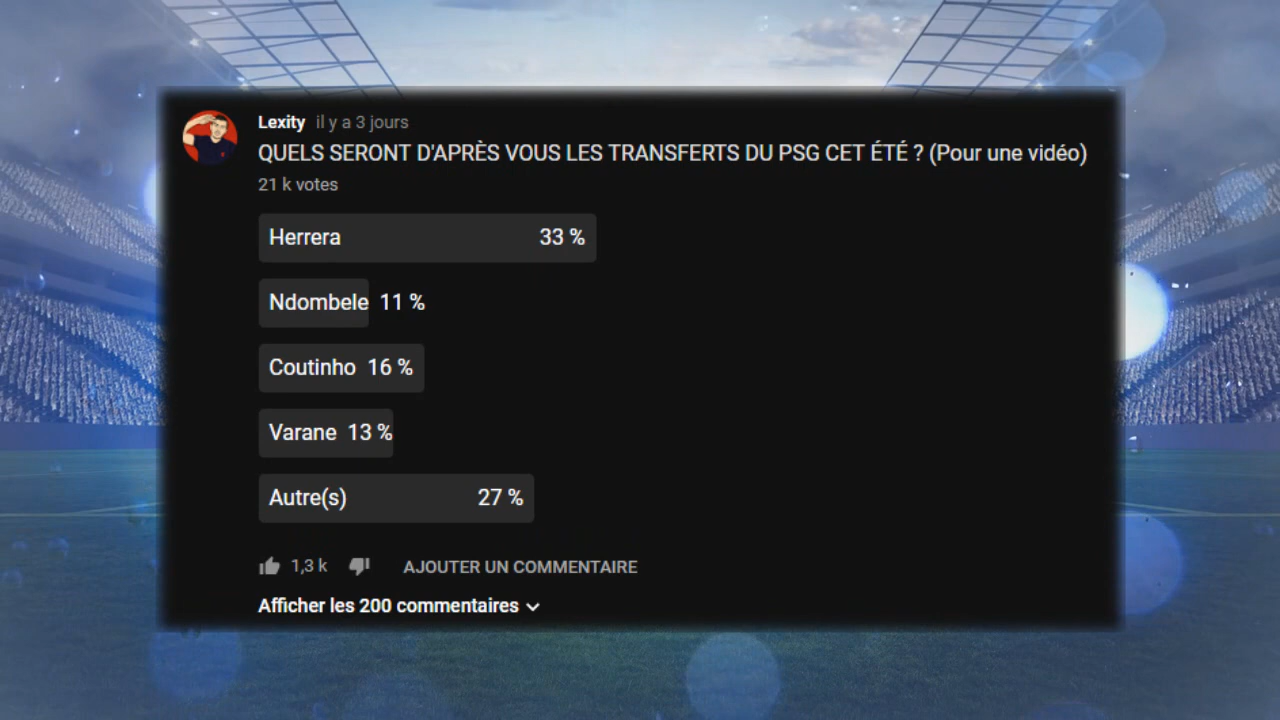 Lexity il y a 3 jours
QUELS SERONT D'APRÈS VOUS LES TRANSFERTS DU PSG CET ÉTÉ ? (Pour une vidéo)
21 k votes
Herrera 33 %
Ndombele 11 %
Coutinho 16 %
Varane 13 %
Autre(s) 27 %
1,3 k AJOUTER UN COMMENTAIRE
Afficher les 200 commentaires